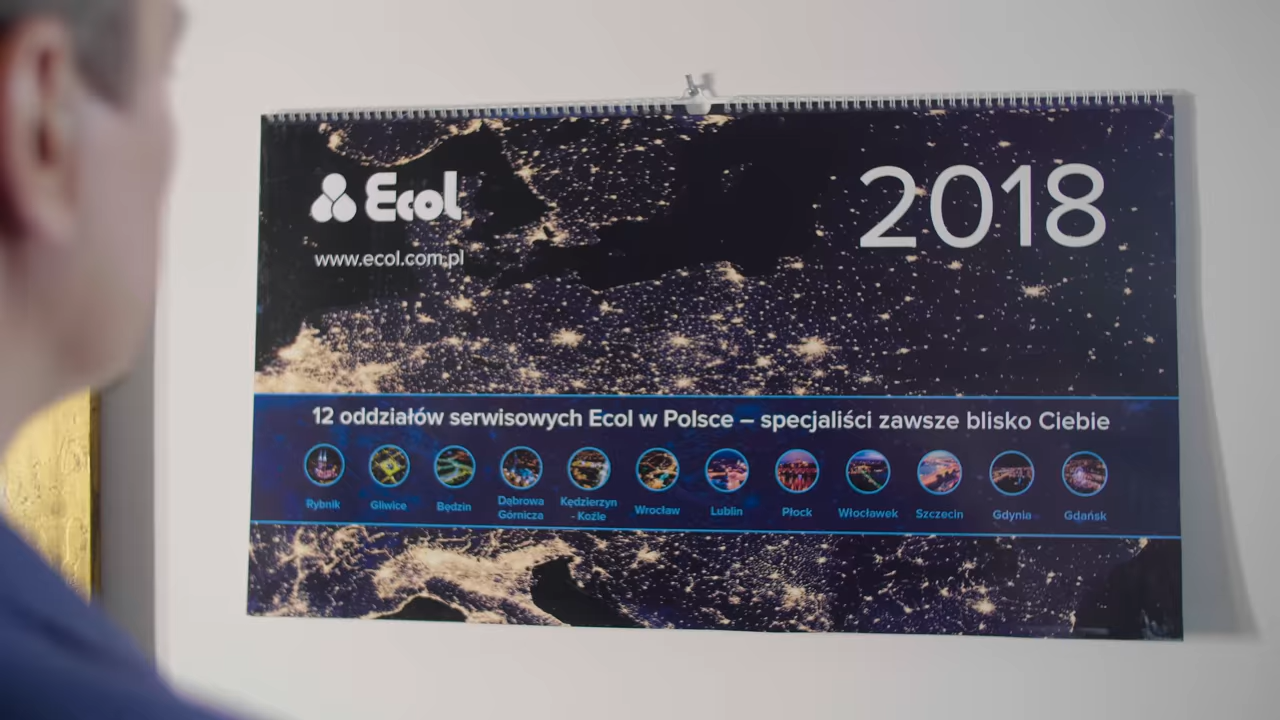 Ecol
www.ecol.com.pl
2018
12 oddziałów serwisowych Ecol w Polsce – specjaliści zawsze blisko Ciebie
Rybnik
Gliwice
Będzin
Dąbrowa
Górnicza
Kędzierzyn
- Koźle
Wrocław
Lublin
Płock
Włocławek
Szczecin
Gdynia
Gdańsk